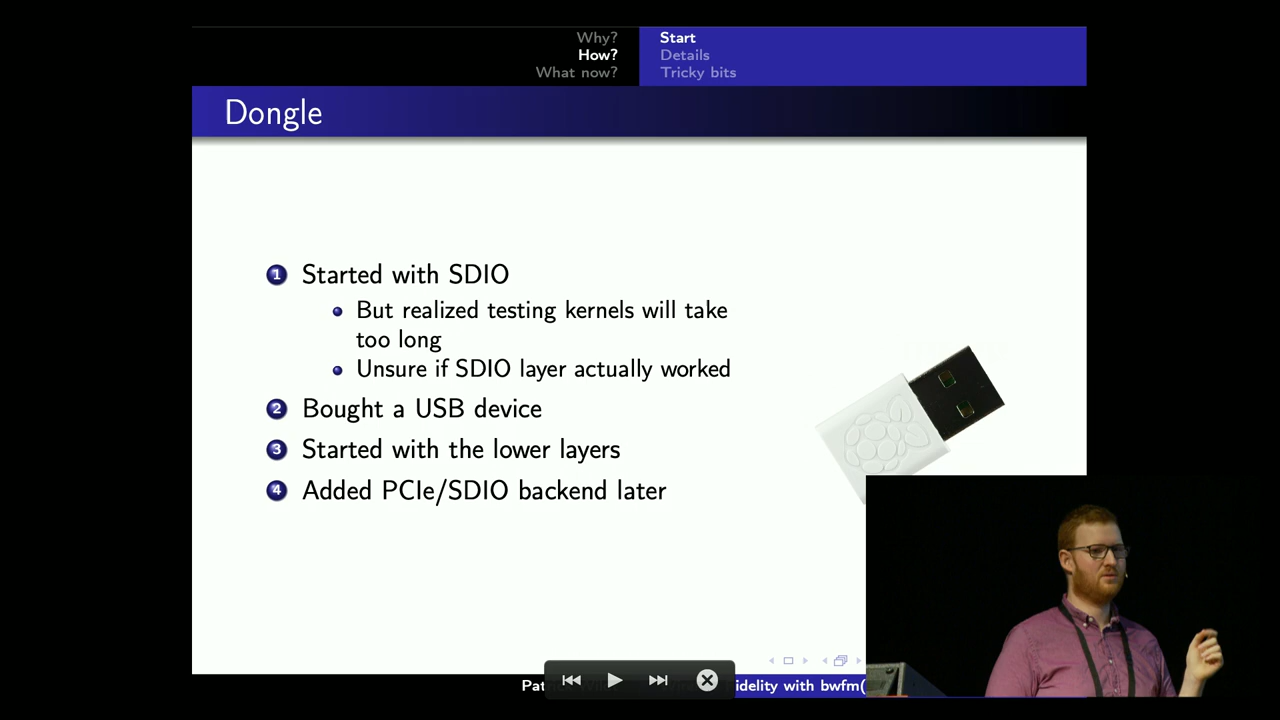 Why?
How?
What now?
Start
Details
Tricky bits
Dongle
1 Started with SDIO
But realized testing kernels will take
too long
Unsure if SDIO layer actually worked
2 Bought a USB device
3 Started with the lower layers
4 Added PCIe/SDIO backend later
with bwfm(